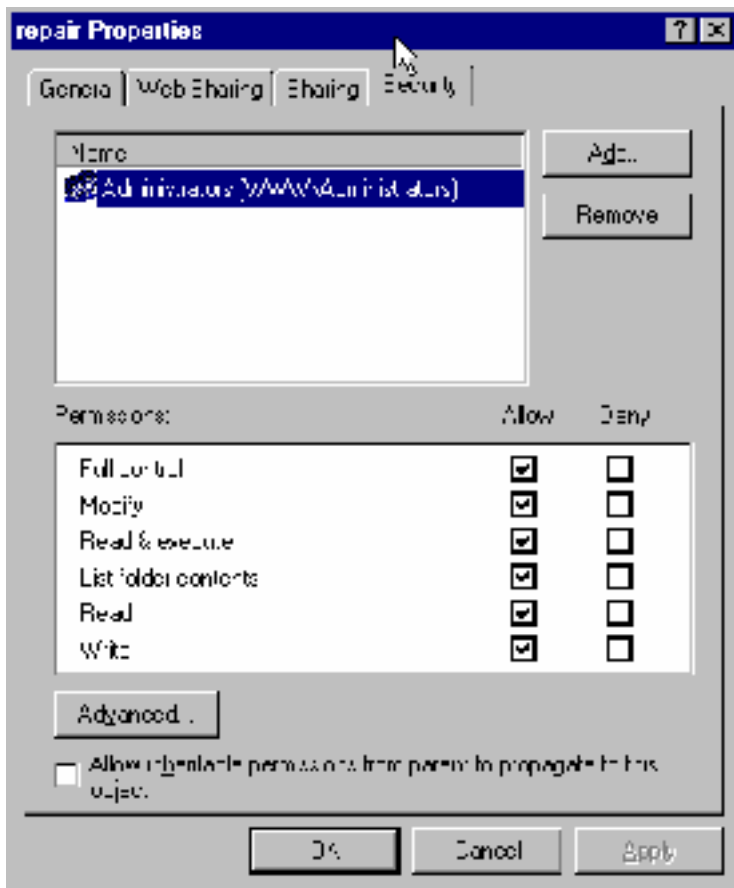 repair Properties
General Web Sharing Sharing Security
Name
Add...
Administrators (WWW\Administrators)
Remove
Permissions: Allow Deny
Full control
Modify
Read & execute
List folder contents
Read
Write
Advanced...
Allow inheritable permissions from parent to propagate to this
object
OK Cancel Apply